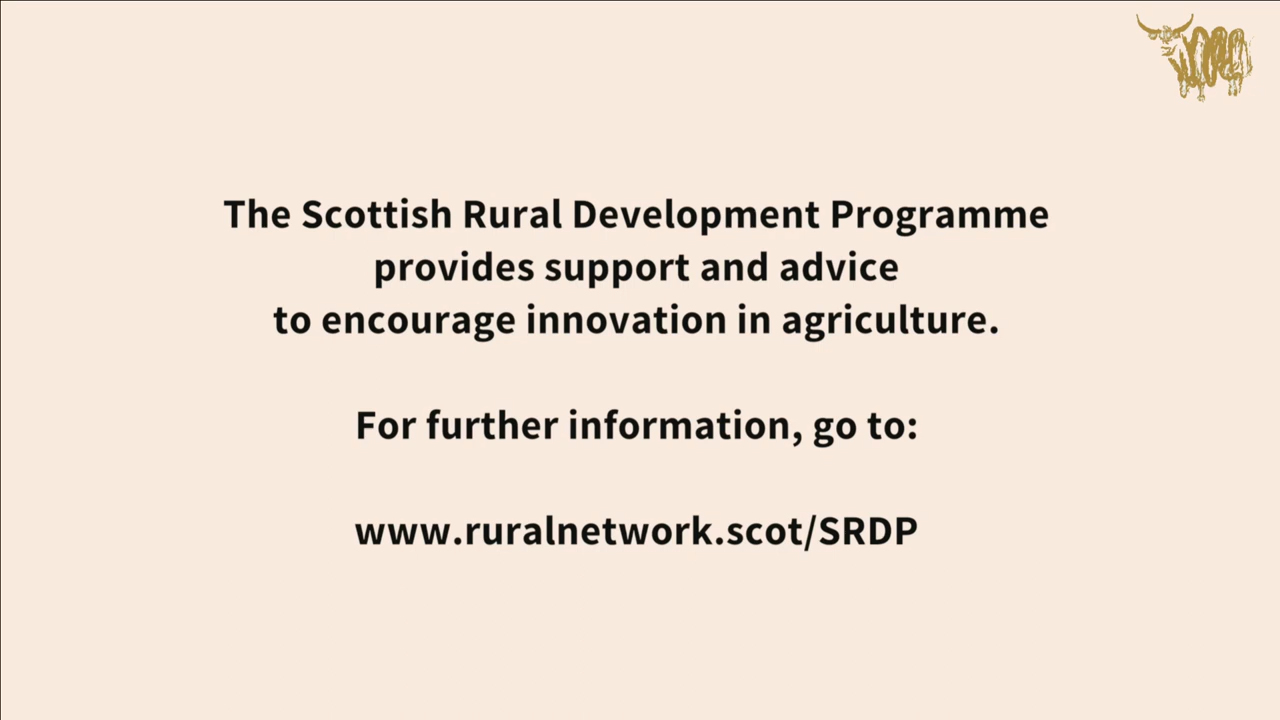 The Scottish Rural Development Programme
provides support and advice
to encourage innovation in agriculture.
For further information, go to:
www.ruralnetwork.scot/SRDP